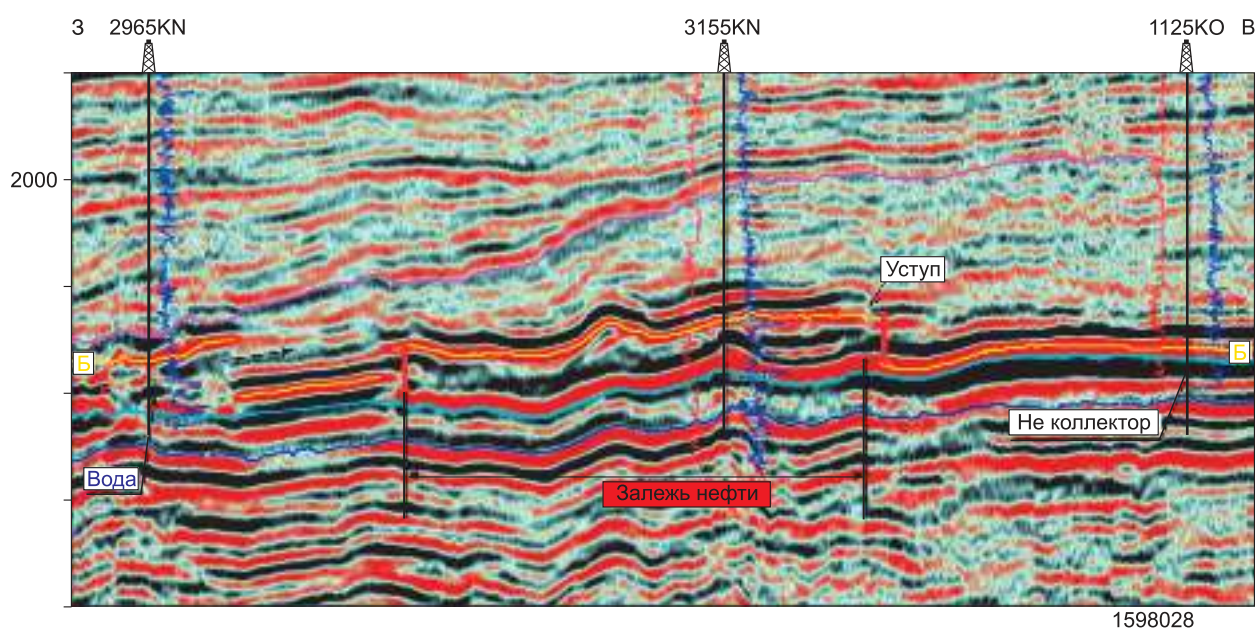 З 2965KN 3155KN 1125KO В
2000
Уступ
Б Б
Не коллектор
Вода
Залежь нефти
1598028